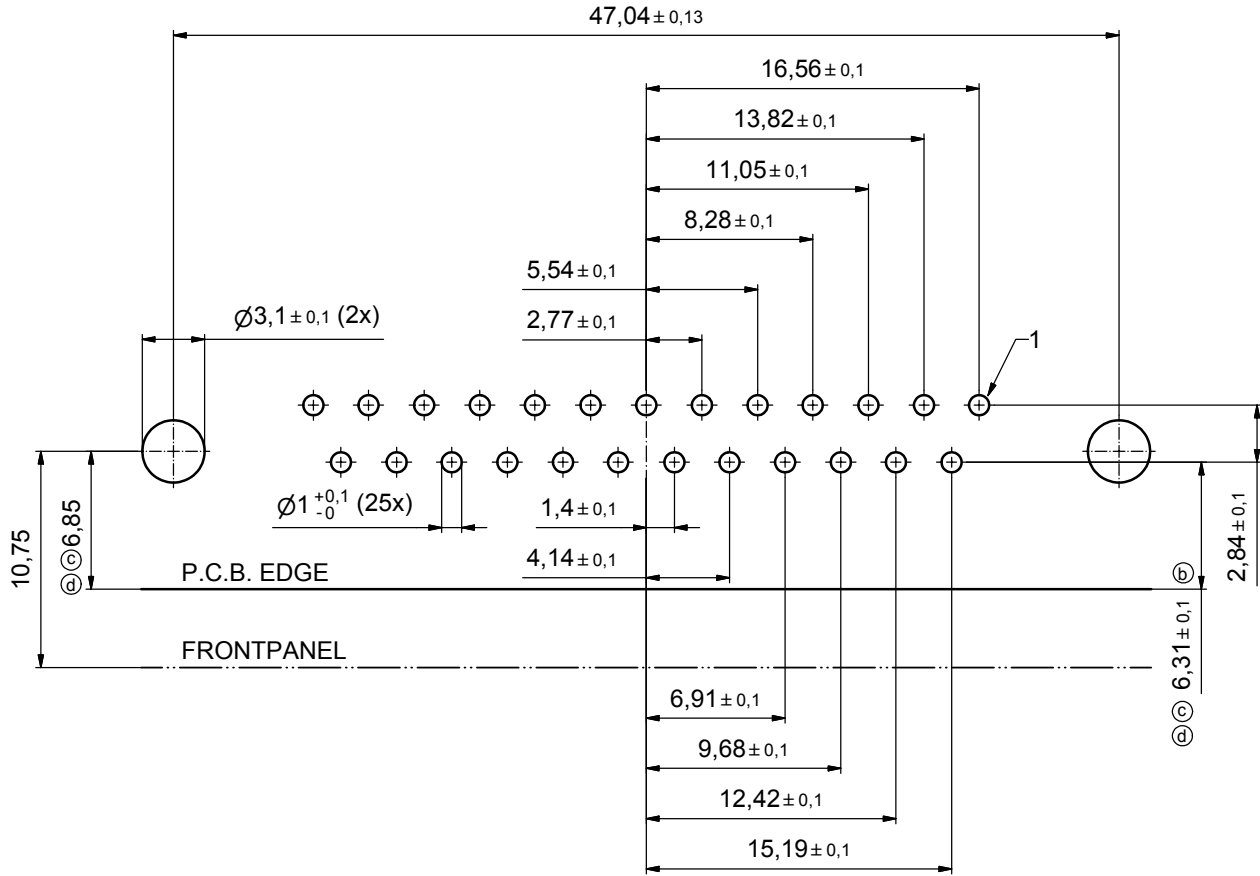 47,04 ± 0,13
16,56 ± 0,1
13,82 ± 0,1
11,05 ± 0,1
8,28 ± 0,1
5,54 ± 0,1
Ø3,1 ± 0,1 (2x)
2,77 ± 0,1
1
Ø1 +0,1 -0 (25x)
1,4 ± 0,1
4,14 ± 0,1
10,75
ⓓ ⓒ 6,85
P.C.B. EDGE
FRONTPANEL
2,84 ± 0,1
ⓓ ⓒ 6,31 ± 0,1 ⓑ
6,91 ± 0,1
9,68 ± 0,1
12,42 ± 0,1
15,19 ± 0,1